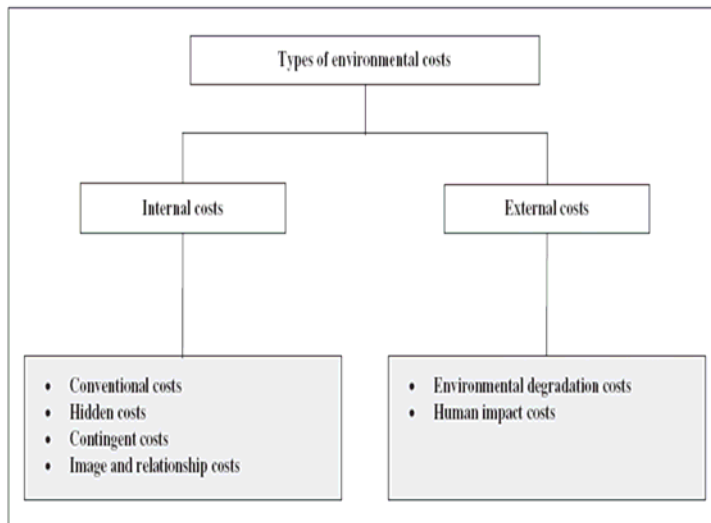 Types of environmental costs
Internal costs
External costs
• Conventional costs
• Hidden costs
• Contingent costs
• Image and relationship costs
• Environmental degradation costs
• Human impact costs